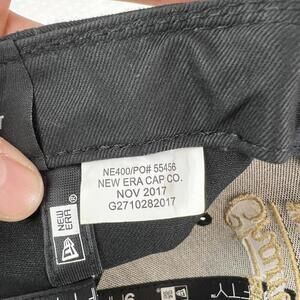 NE400/PO# 55456
NEW ERA CAP CO.
NOV 2017
G2710282017
NEW ERA